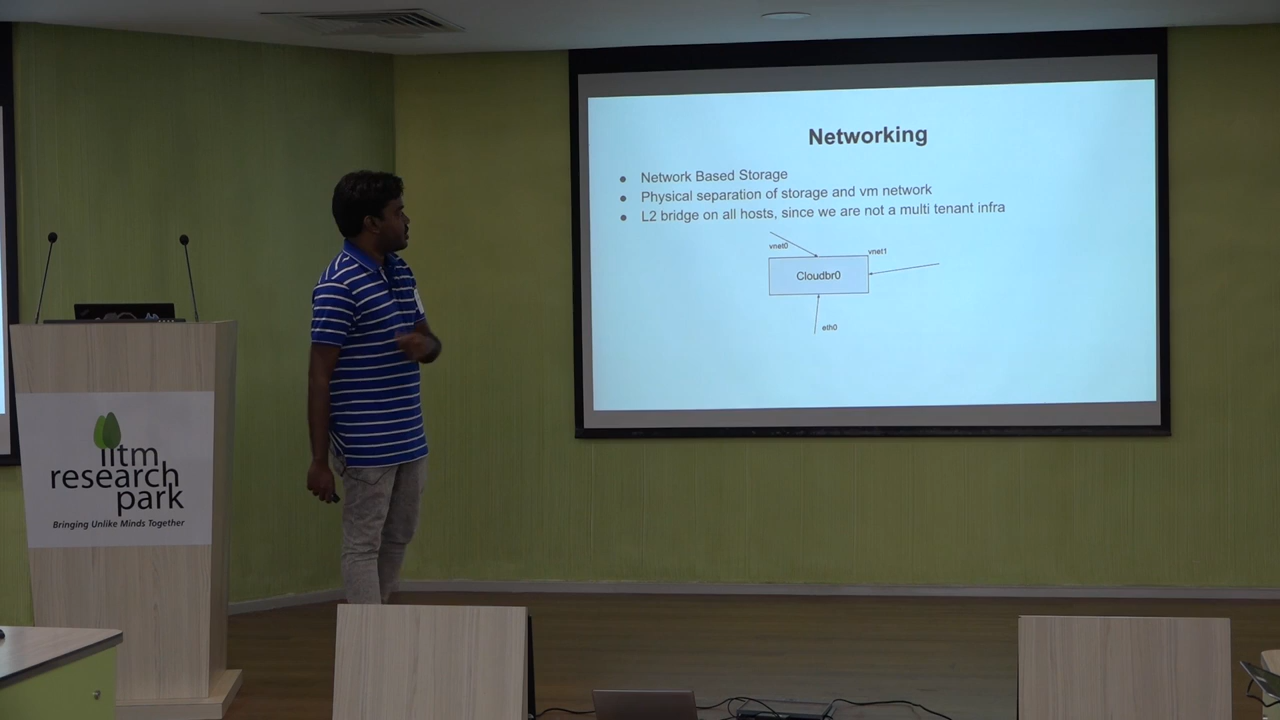 Networking
● Network Based Storage
● Physical separation of storage and vm network
● L2 bridge on all hosts, since we are not a multi tenant infra
vnet0
vnet1
Cloudbr0
eth0
iitm
research
park
Bringing Unlike Minds Together